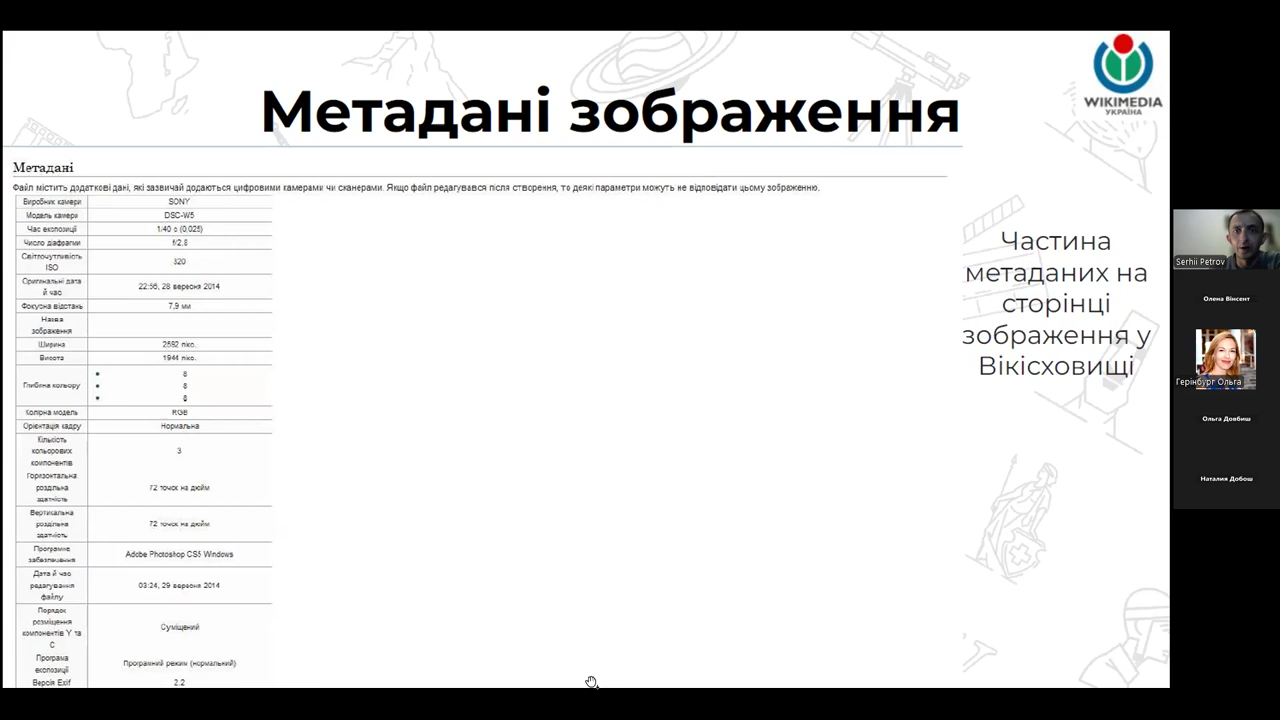 Метадані зображення
WIKIMEDIA
УКРАЇНА
Метадані
Файл містить додаткові дані, які зазвичай додаються цифровими камерами чи сканерами. Якщо файл редагувався після створення, то деякі параметри можуть не відповідати цьому зображенню.
Виробник камери SONY
Модель камери DSC-W5
Час експозиції 1/40 с (0,025)
Число діафрагми f/2,8
Світлочутливість
ISO 320
Оригінальні дата
й час 22:56, 28 вересня 2014
Фокусна відстань 7,9 мм
Назва
зображення
Ширина 2592 пікс.
Висота 1944 пікс.
Глибина кольору
8
8
8
Колірна модель RGB
Орієнтація кадру Нормальна
Кількість
кольорових
компонентів 3
Горизонтальна
роздільна
здатність 72 точок на дюйм
Вертикальна
роздільна
здатність 72 точок на дюйм
Програмне
забезпечення Adobe Photoshop CS5 Windows
Дата й час
редагування
файлу 03:24, 29 вересня 2014
Порядок
розміщення
компонентів Y та
C Суміщений
Програма
експозиції Програмний режим (нормальний)
Версія Exif 2.2
Частина
метаданих на
сторінці
зображення у
Вікісховищі
Serhii Petrov
Олена Вінсент
Герінбург Ольга
Ольга Довбиш
Наталия Добош